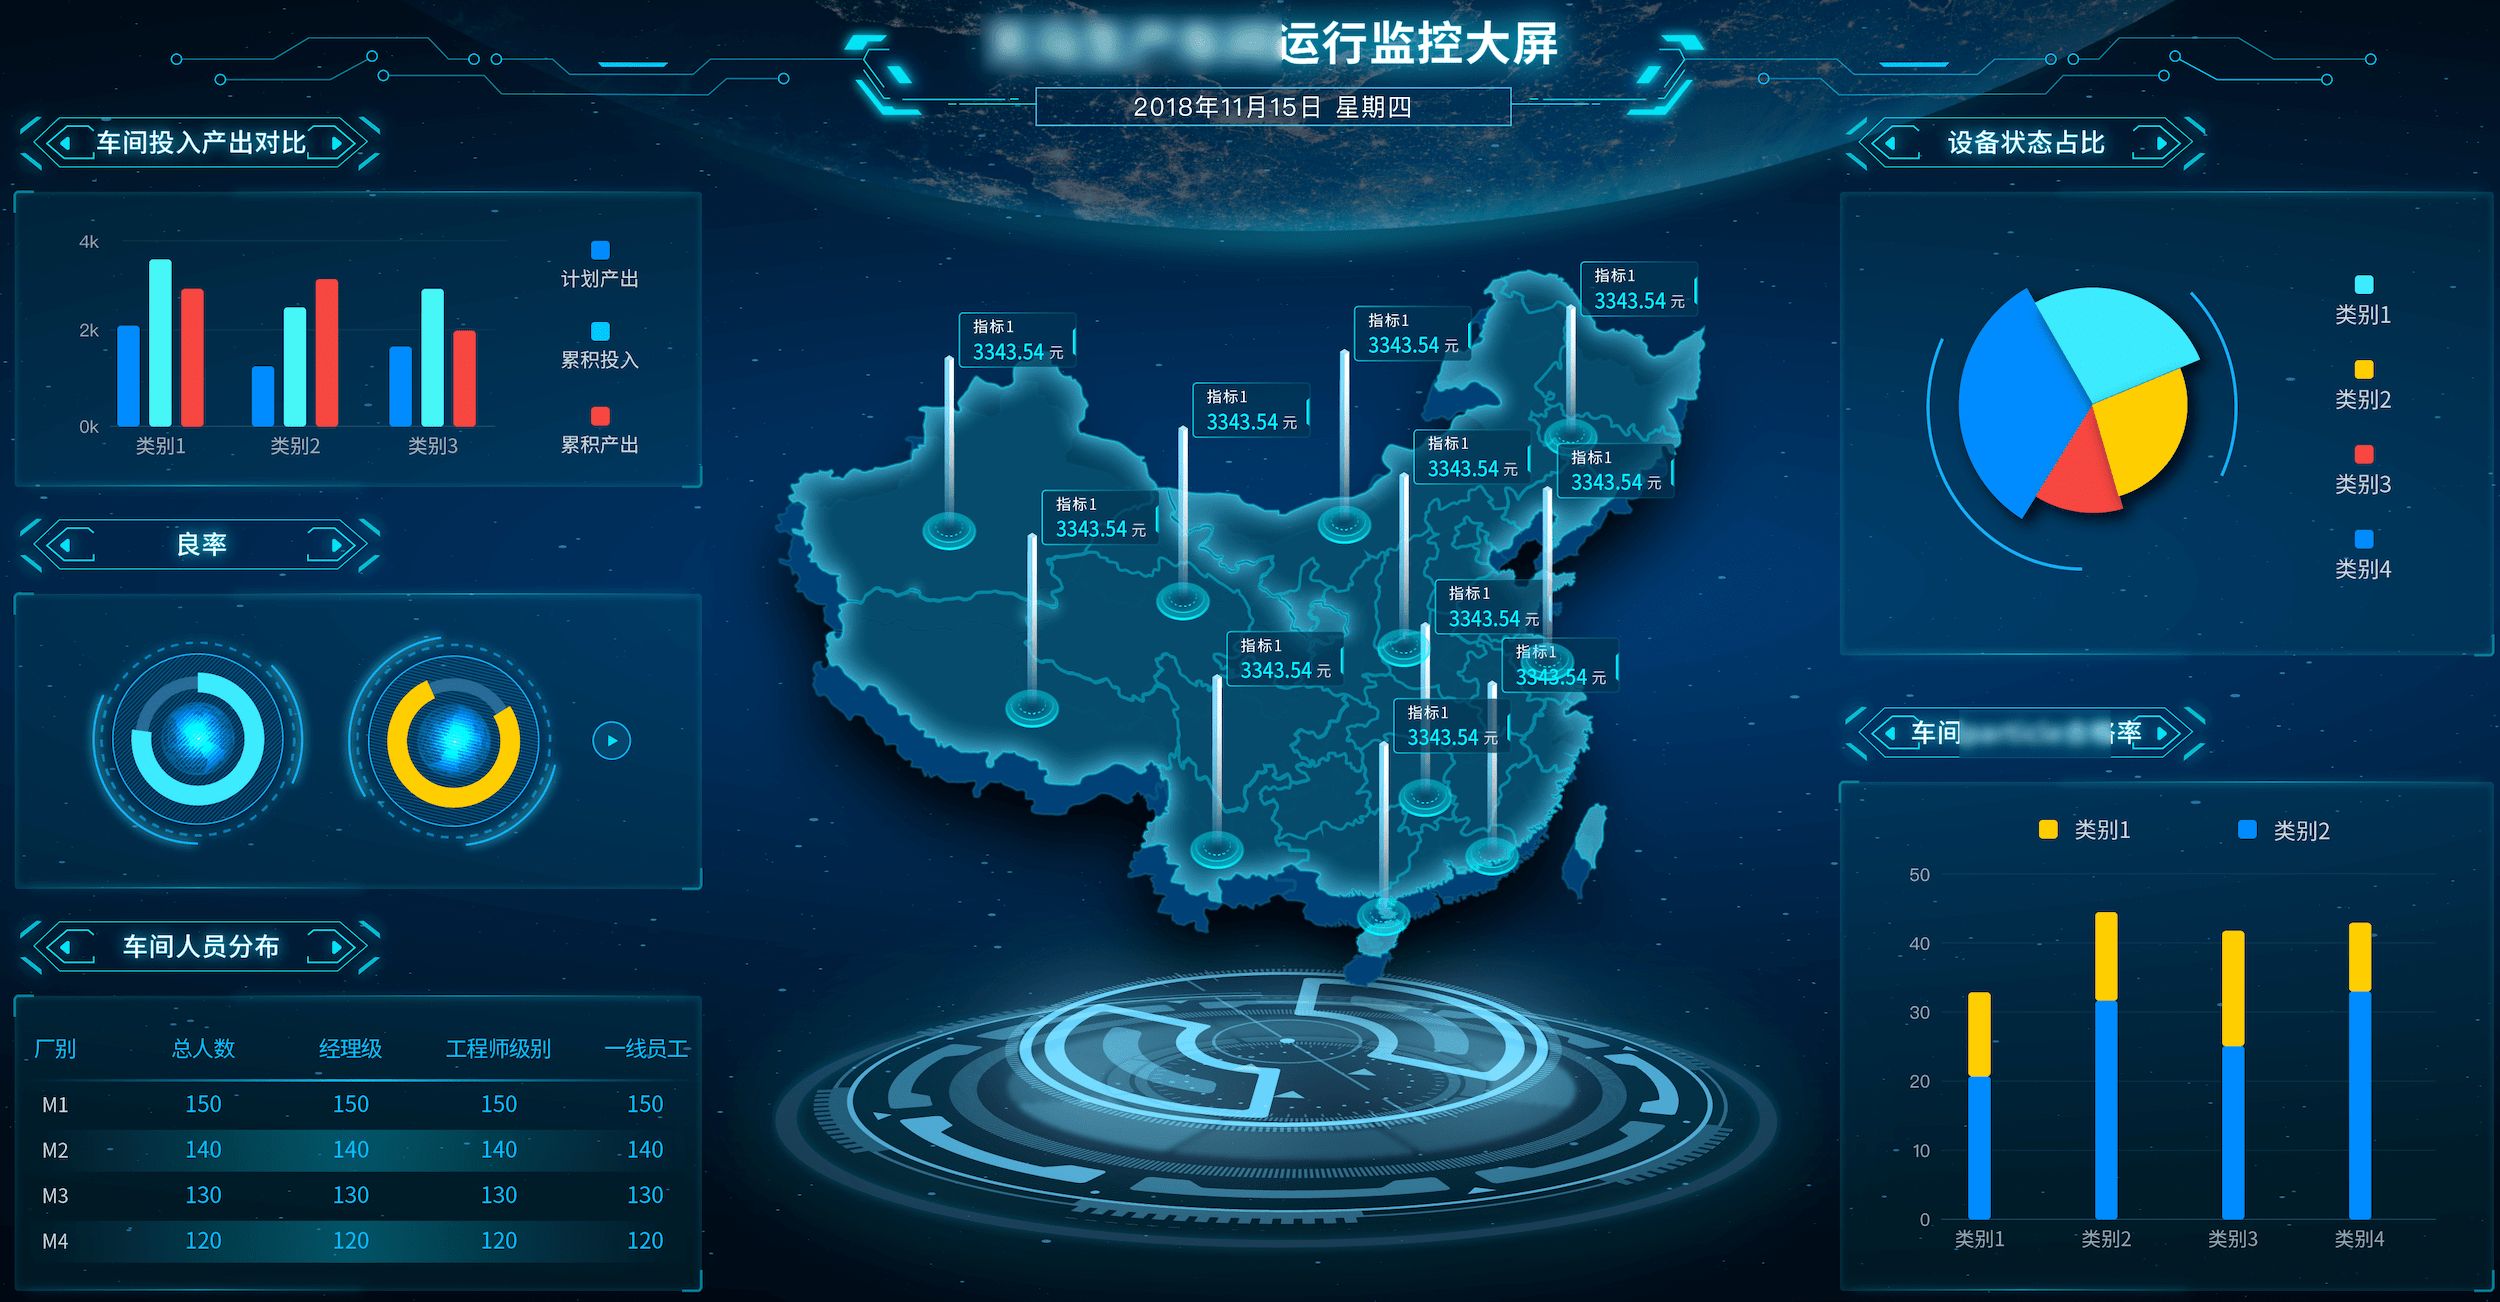 运行监控大屏
2018年11月15日 星期四
车间投入产出对比
4k
2k
0k
类别1 类别2 类别3
计划产出
累积投入
累积产出
良率
车间人员分布
厂别 总人数 经理级 工程师级别 一线员工
M1 150 150 150 150
M2 140 140 140 140
M3 130 130 130 130
M4 120 120 120 120
指标1
3343.54 元
指标1
3343.54 元
指标1
3343.54 元
指标1
3343.54 元
指标1
3343.54 元
指标1
3343.54 元
指标1
3343.54 元
指标1
3343.54 元
指标1
3343.54 元
指标1
3343.54 元
指标1
3343.54 元
指标1
3343.54 元
设备状态占比
类别1
类别2
类别3
类别4
车间 率
类别1 类别2
50
40
30
20
10
0
类别1 类别2 类别3 类别4